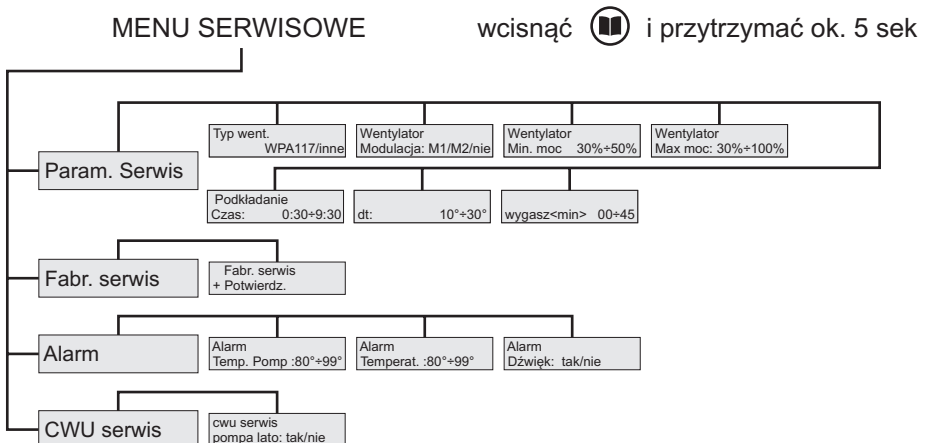 MENU SERWISOWE
wcisnąć i przytrzymać ok. 5 sek
Param. Serwis
Typ went.
WPA117/inne
Wentylator
Modulacja: M1/M2/nie
Wentylator
Min. moc 30%÷50%
Wentylator
Max moc: 30%÷100%
Podkładanie
Czas: 0:30÷9:30
dt: 10°÷30°
wygasz<min> 00÷45
Fabr. serwis
Fabr. serwis
+ Potwierdz.
Alarm
Alarm
Temp. Pomp :80°÷99°
Alarm
Temperat. :80°÷99°
Alarm
Dźwięk: tak/nie
CWU serwis
cwu serwis
pompa lato: tak/nie